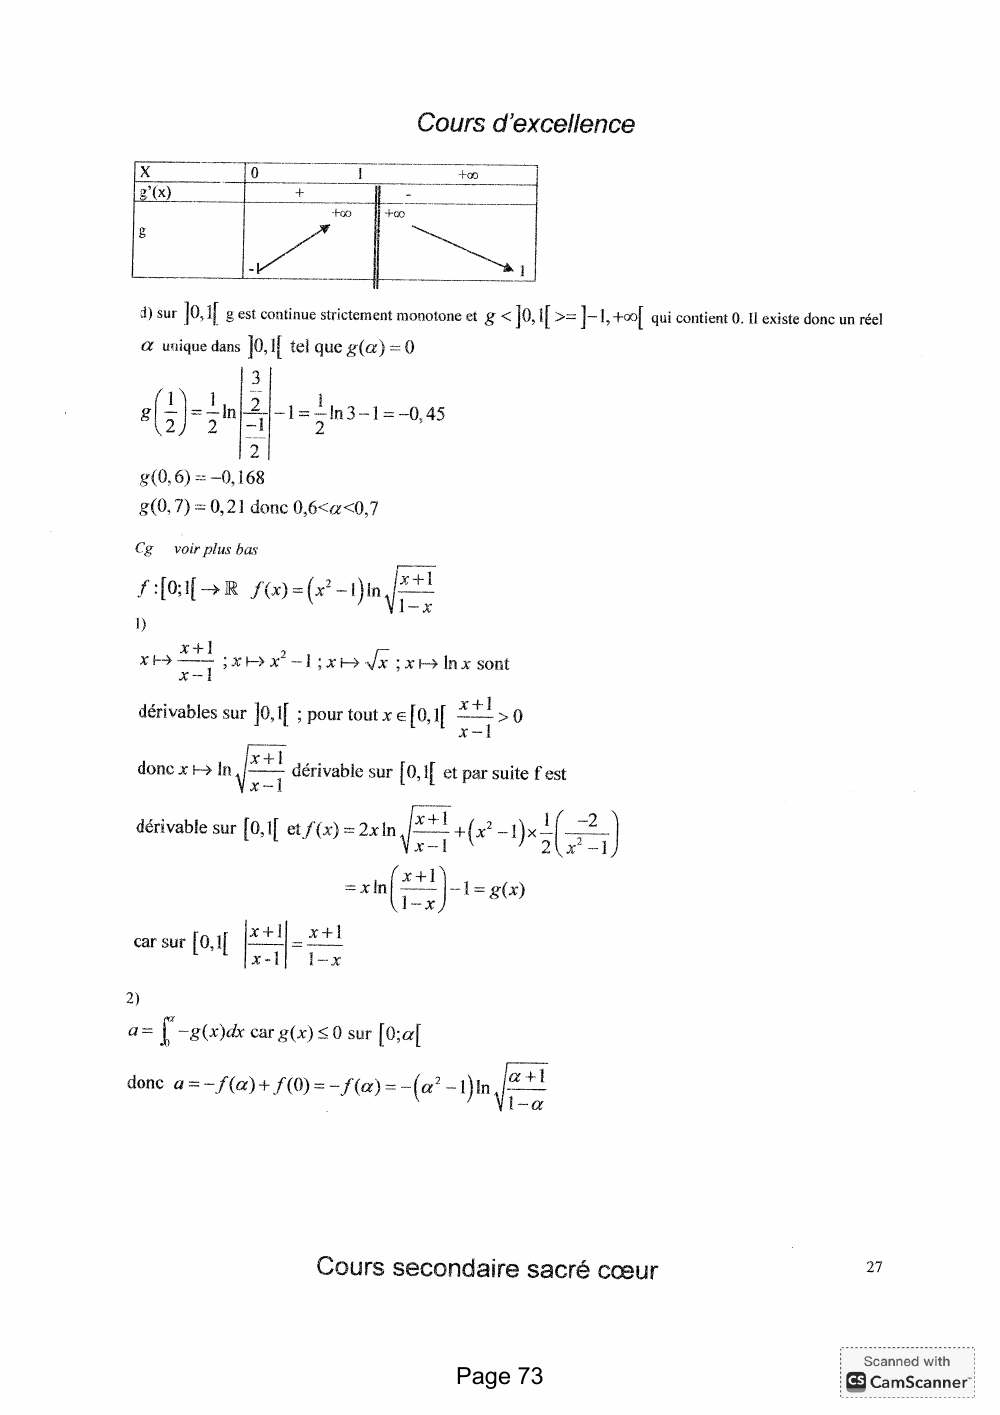 Cours d'excellence
X 0 1 +∞
g'(x) + -
g -1 +∞ +∞ 1
d) sur ]0,1[ g est continue strictement monotone et g < ]0,1[ >= ]-1,+∞[ qui contient 0. Il existe donc un réel
α unique dans ]0,1[ tel que g(α) = 0
g(1/2) = 1/2 ln |(3/2)/(-1/2)| - 1 = 1/2 ln 3 - 1 = -0,45
g(0,6) = -0,168
g(0,7) = 0,21 donc 0,6<α<0,7
Cg voir plus bas
f :[0;1[ → ℝ f(x) = (x² - 1) ln √((x+1)/(1-x))
1)
x ↦ (x+1)/(x-1) ; x ↦ x² - 1 ; x ↦ √x ; x ↦ ln x sont
dérivables sur ]0,1[ ; pour tout x ∈ [0,1[ (x+1)/(x-1) > 0
donc x ↦ ln √((x+1)/(x-1)) dérivable sur [0,1[ et par suite f est
dérivable sur [0,1[ et f(x) = 2x ln √((x+1)/(x-1)) + (x² - 1) × 1/2 (-2/(x² - 1))
= x ln ((x+1)/(1-x)) - 1 = g(x)
car sur [0,1[ |(x+1)/(x-1)| = (x+1)/(1-x)
2)
a = ∫₀^α -g(x)dx car g(x) ≤ 0 sur [0;α[
donc a = -f(α) + f(0) = -f(α) = -(α² - 1) ln √((α+1)/(1-α))
Cours secondaire sacré cœur 27
Page 73
Scanned with
CS CamScanner